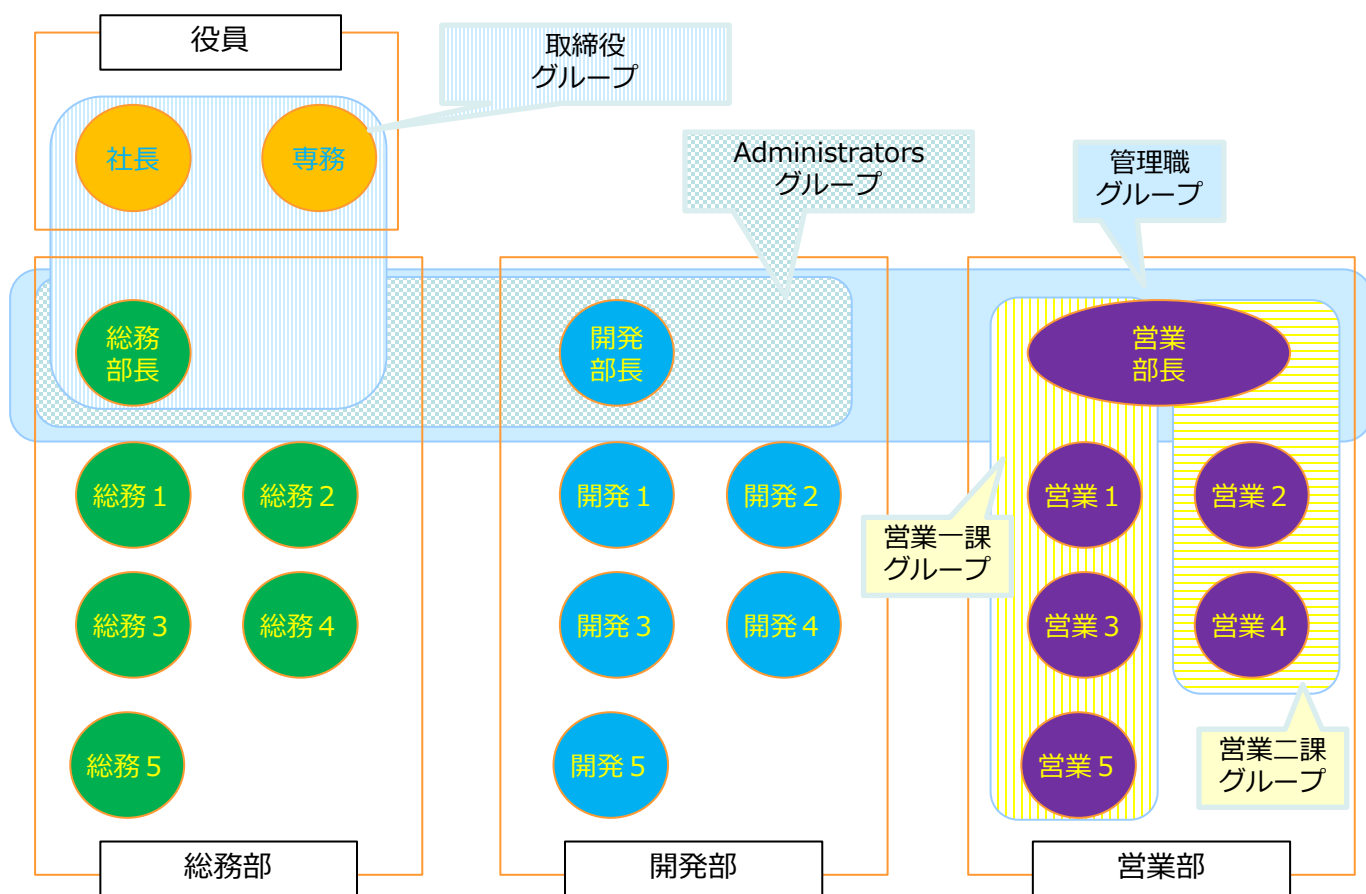 役員
取締役
グループ
社長
専務
Administrators
グループ
管理職
グループ
総務
部長
開発
部長
営業
部長
総務１
総務２
開発１
開発２
営業１
営業２
営業一課
グループ
総務３
総務４
開発３
開発４
営業３
営業４
総務５
開発５
営業５
営業二課
グループ
総務部
開発部
営業部